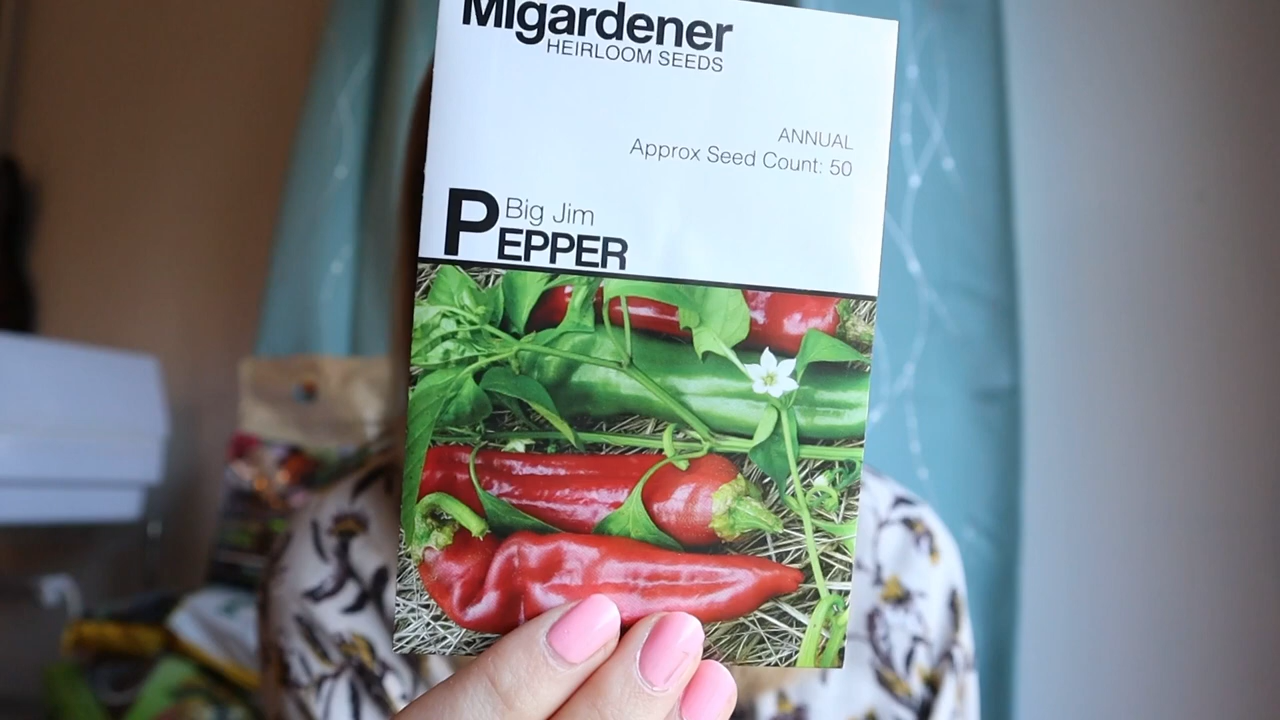 MIgardener
HEIRLOOM SEEDS
ANNUAL
Approx Seed Count: 50
Big Jim
PEPPER